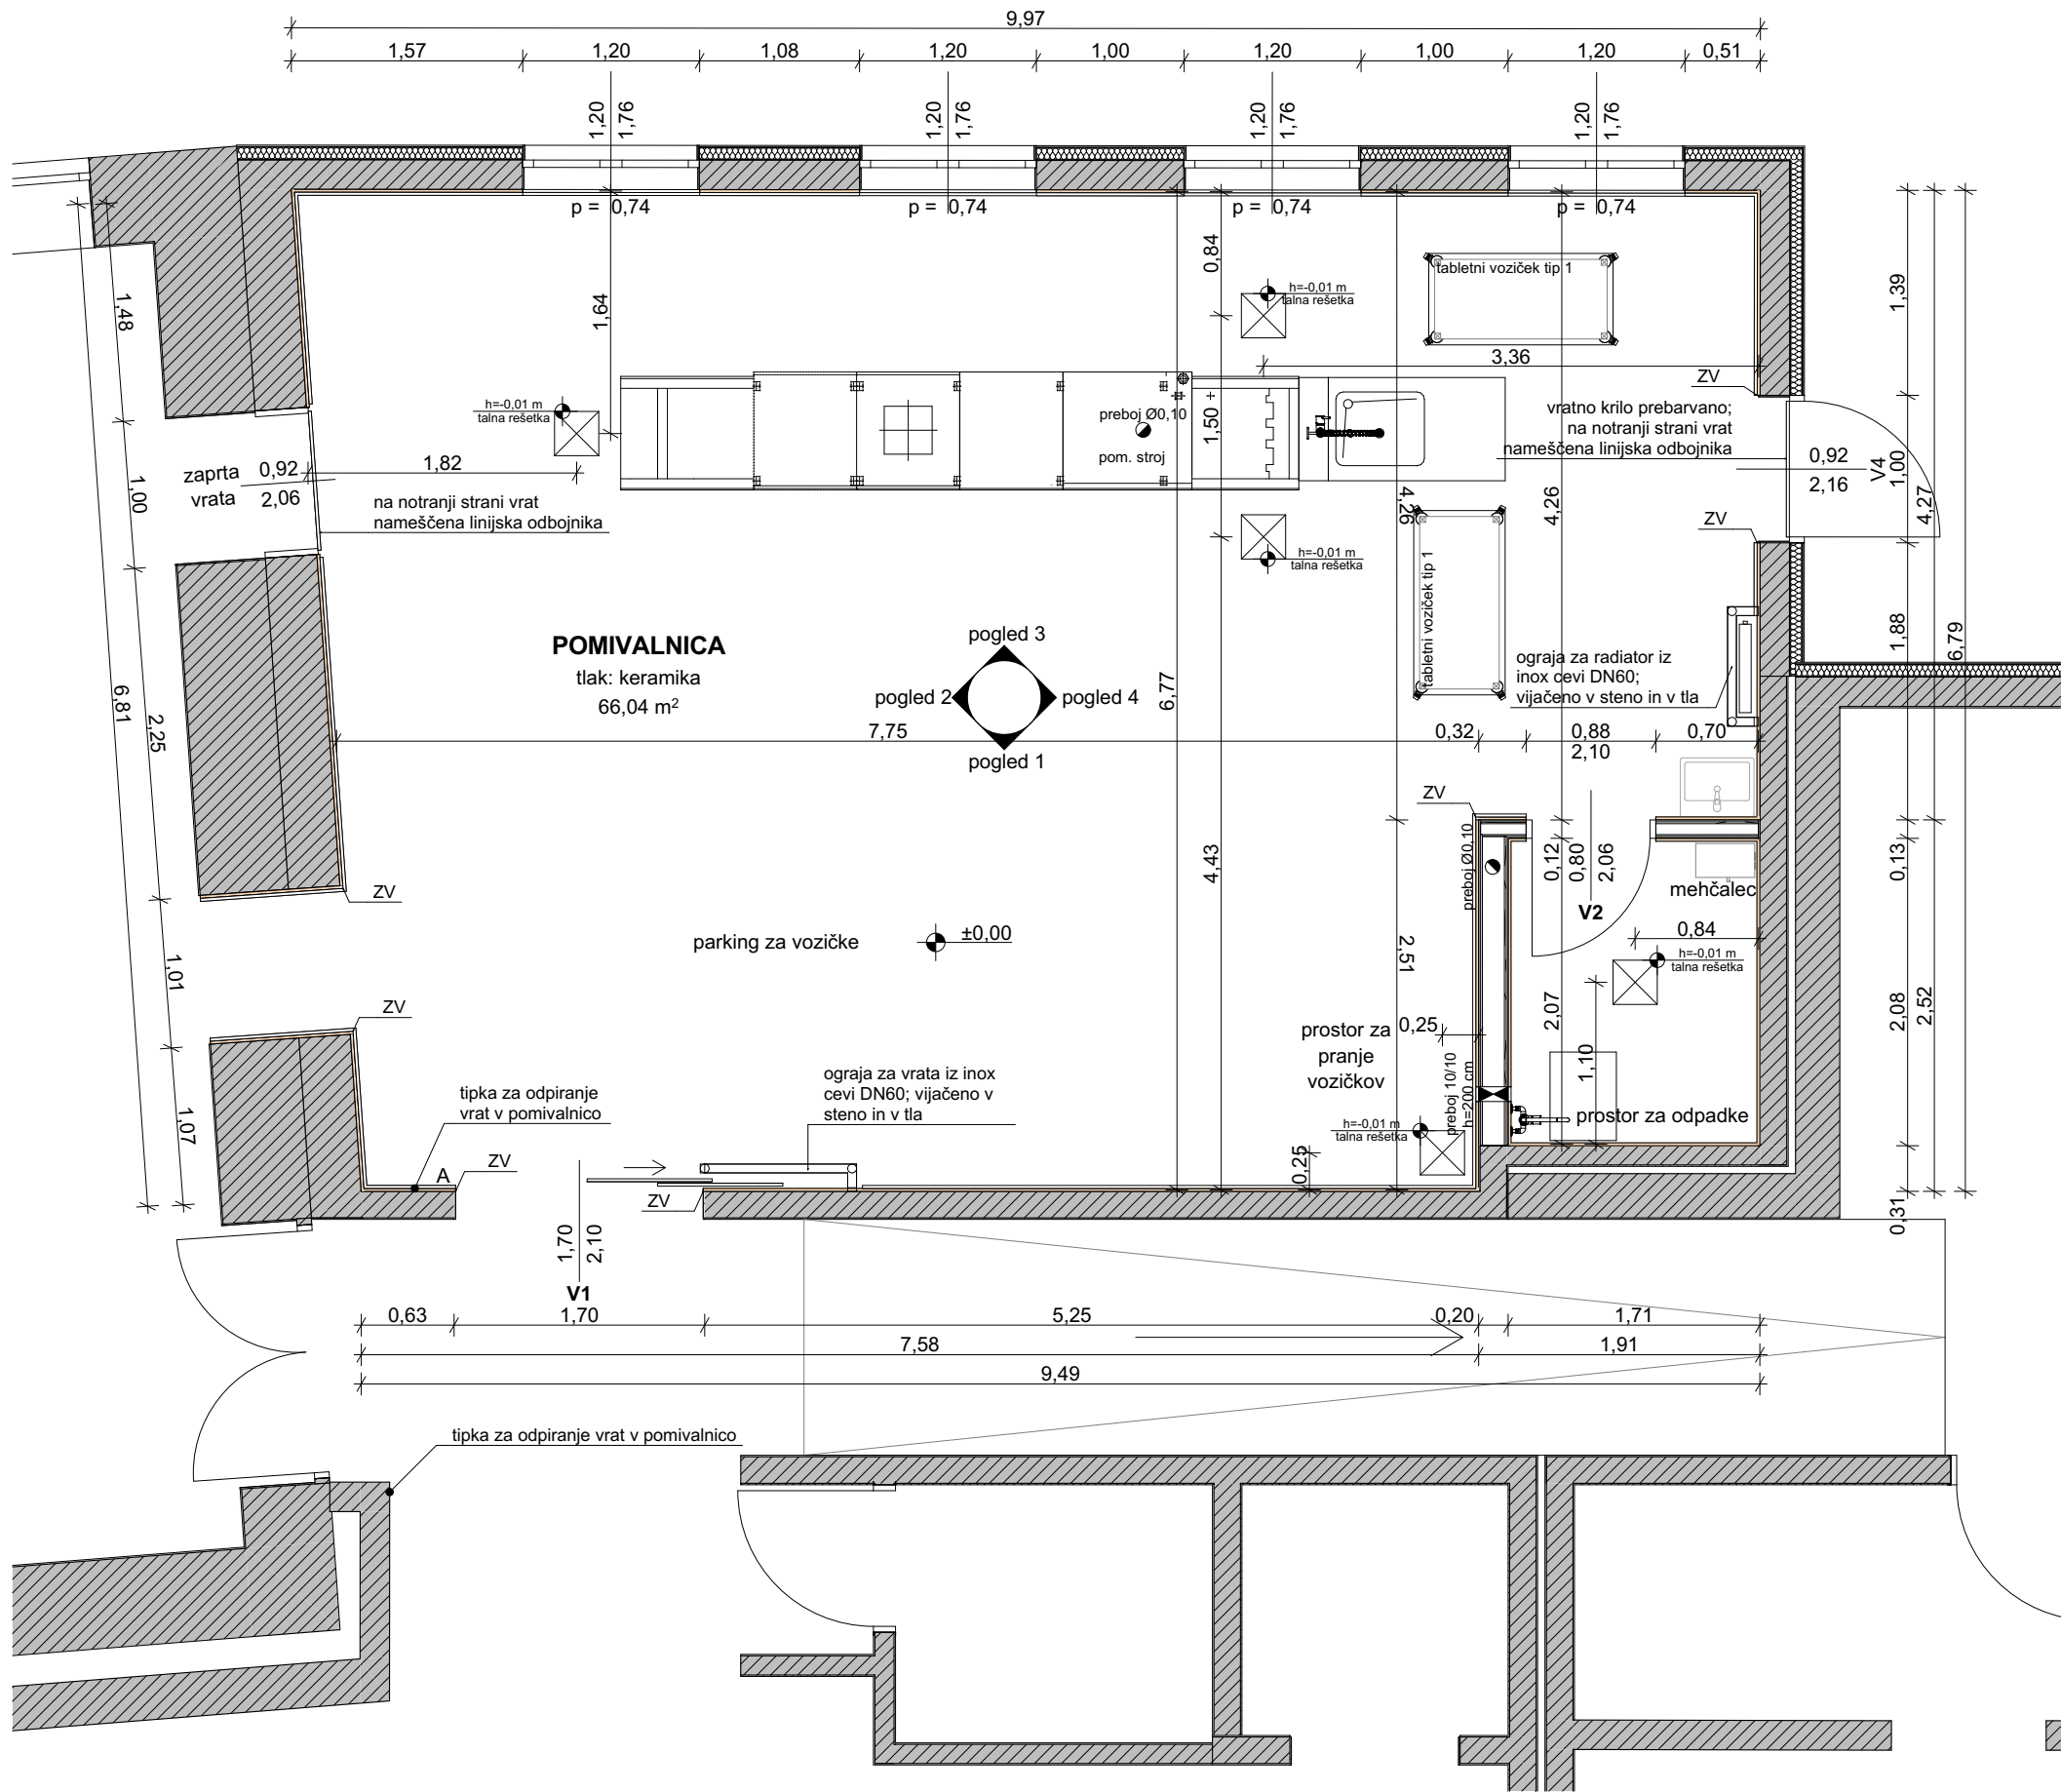 9,97
1,57
1,20
1,08
1,20
1,00
1,20
1,00
1,20
0,51
1,20
1,76
1,20
1,76
1,20
1,76
1,20
1,76
p = 0,74
p = 0,74
p = 0,74
p = 0,74
1,64
0,84
h=-0,01 m
talna rešetka
tabletni voziček tip 1
3,36
1,39
1,48
h=-0,01 m
talna rešetka
preboj Ø0,10
pom. stroj
1,50
ZV
vratno krilo prebarvano;
na notranji strani vrat
nameščena linijska odbojnika
0,92
2,16
V4
1,00
4,27
zaprta
vrata
0,92
2,06
1,82
1,00
na notranji strani vrat
nameščena linijska odbojnika
4,26
4,26
ZV
h=-0,01 m
talna rešetka
tabletni voziček tip 1
1,88
6,79
POMIVALNICA
tlak: keramika
66,04 m²
pogled 3
pogled 2
pogled 4
pogled 1
6,77
ograja za radiator iz
inox cevi DN60;
vijačeno v steno in v tla
6,81
2,25
7,75
0,32
0,88
2,10
0,70
ZV
4,43
preboj Ø0,10
0,12
0,80
2,06
V2
0,13
mehčalec
ZV
parking za vozičke
±0,00
2,51
0,84
h=-0,01 m
talna rešetka
1,01
ZV
2,07
2,08
2,52
prostor za
pranje
vozičkov
0,25
preboj 10/10
h=200 cm
1,10
prostor za odpadke
1,07
tipka za odpiranje
vrat v pomivalnico
ograja za vrata iz inox
cevi DN60; vijačeno v
steno in v tla
h=-0,01 m
talna rešetka
0,25
A
ZV
ZV
0,31
1,70
2,10
V1
0,63
1,70
5,25
0,20
1,71
7,58
1,91
9,49
tipka za odpiranje vrat v pomivalnico